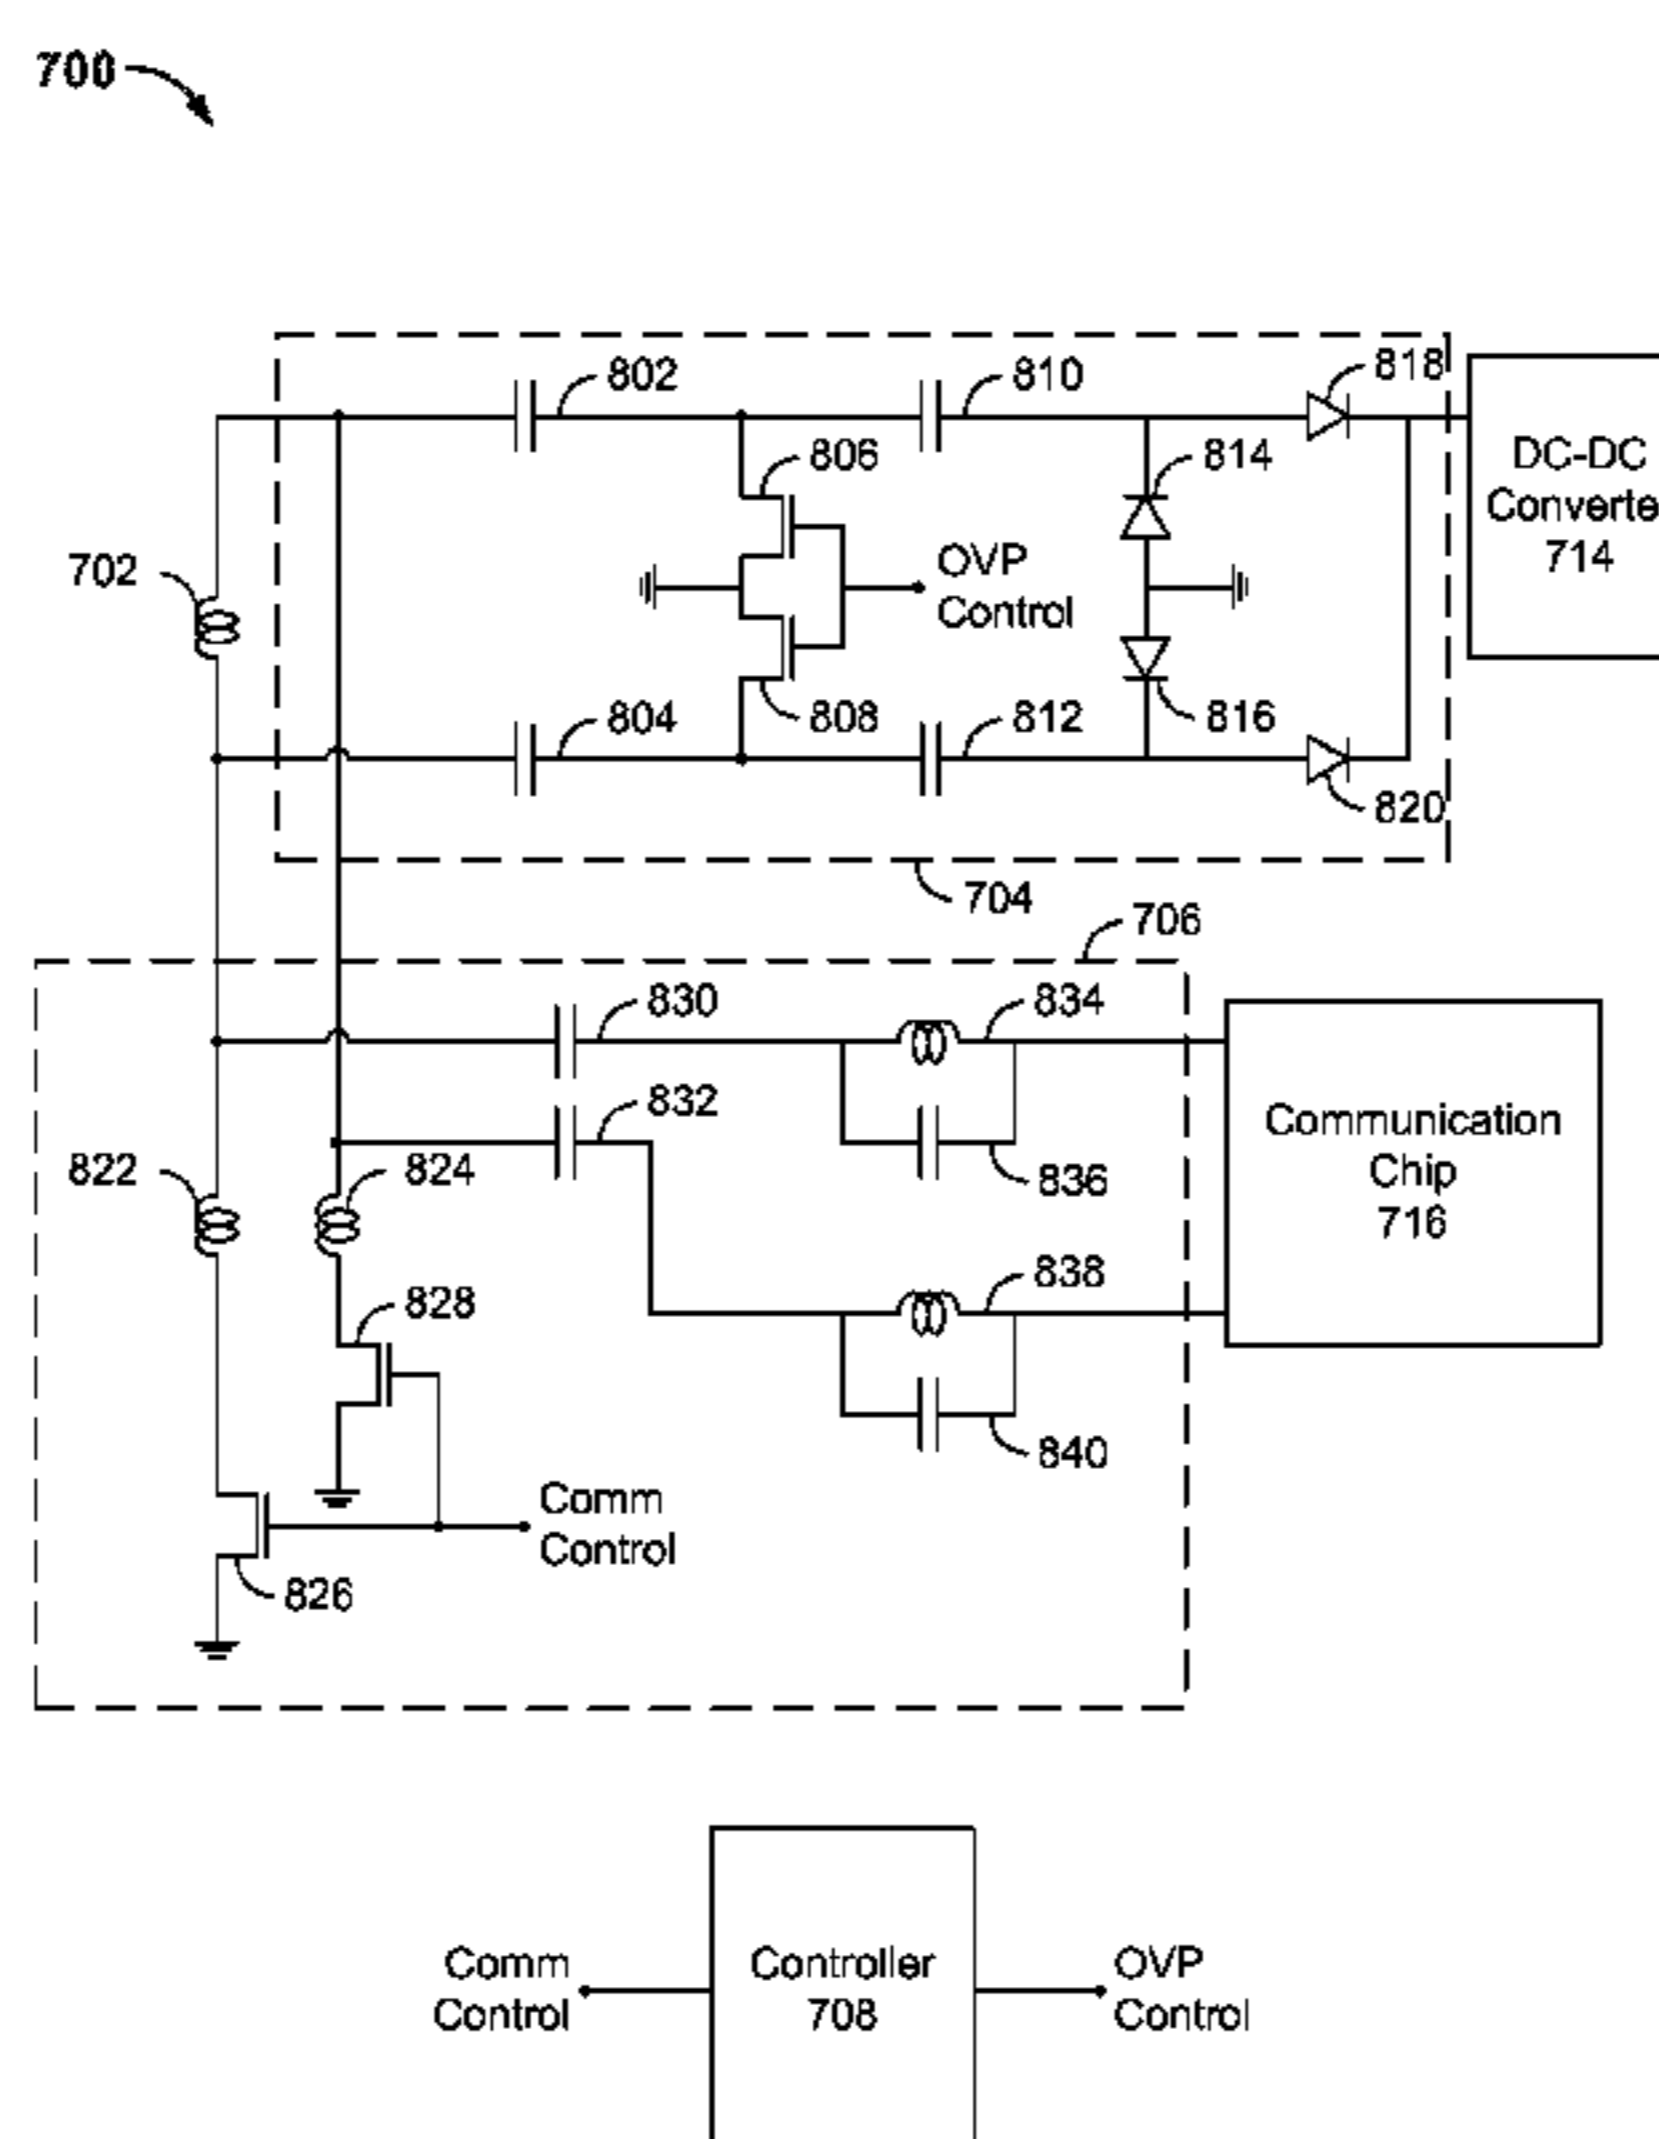 700
802
810
818
806
814
DC-DC
Converte
714
702
OVP
Control
804
808
812
816
820
704
706
830
834
832
Communication
Chip
716
822
824
836
838
828
840
Comm
Control
826
Comm
Control
Controller
708
OVP
Control